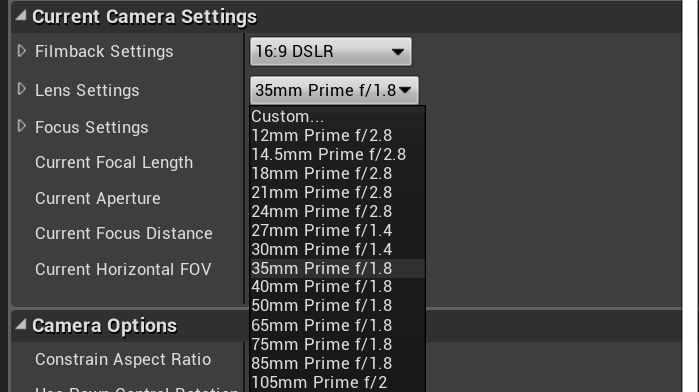 Current Camera Settings
Filmback Settings
16:9 DSLR
Lens Settings
35mm Prime f/1.8
Focus Settings
Custom...
12mm Prime f/2.8
14.5mm Prime f/2.8
18mm Prime f/2.8
21mm Prime f/2.8
24mm Prime f/2.8
27mm Prime f/1.4
30mm Prime f/1.4
35mm Prime f/1.8
40mm Prime f/1.8
50mm Prime f/1.8
65mm Prime f/1.8
75mm Prime f/1.8
85mm Prime f/1.8
105mm Prime f/2
Current Focal Length
Current Aperture
Current Focus Distance
Current Horizontal FOV
Camera Options
Constrain Aspect Ratio
Use Pawn Control Rotation